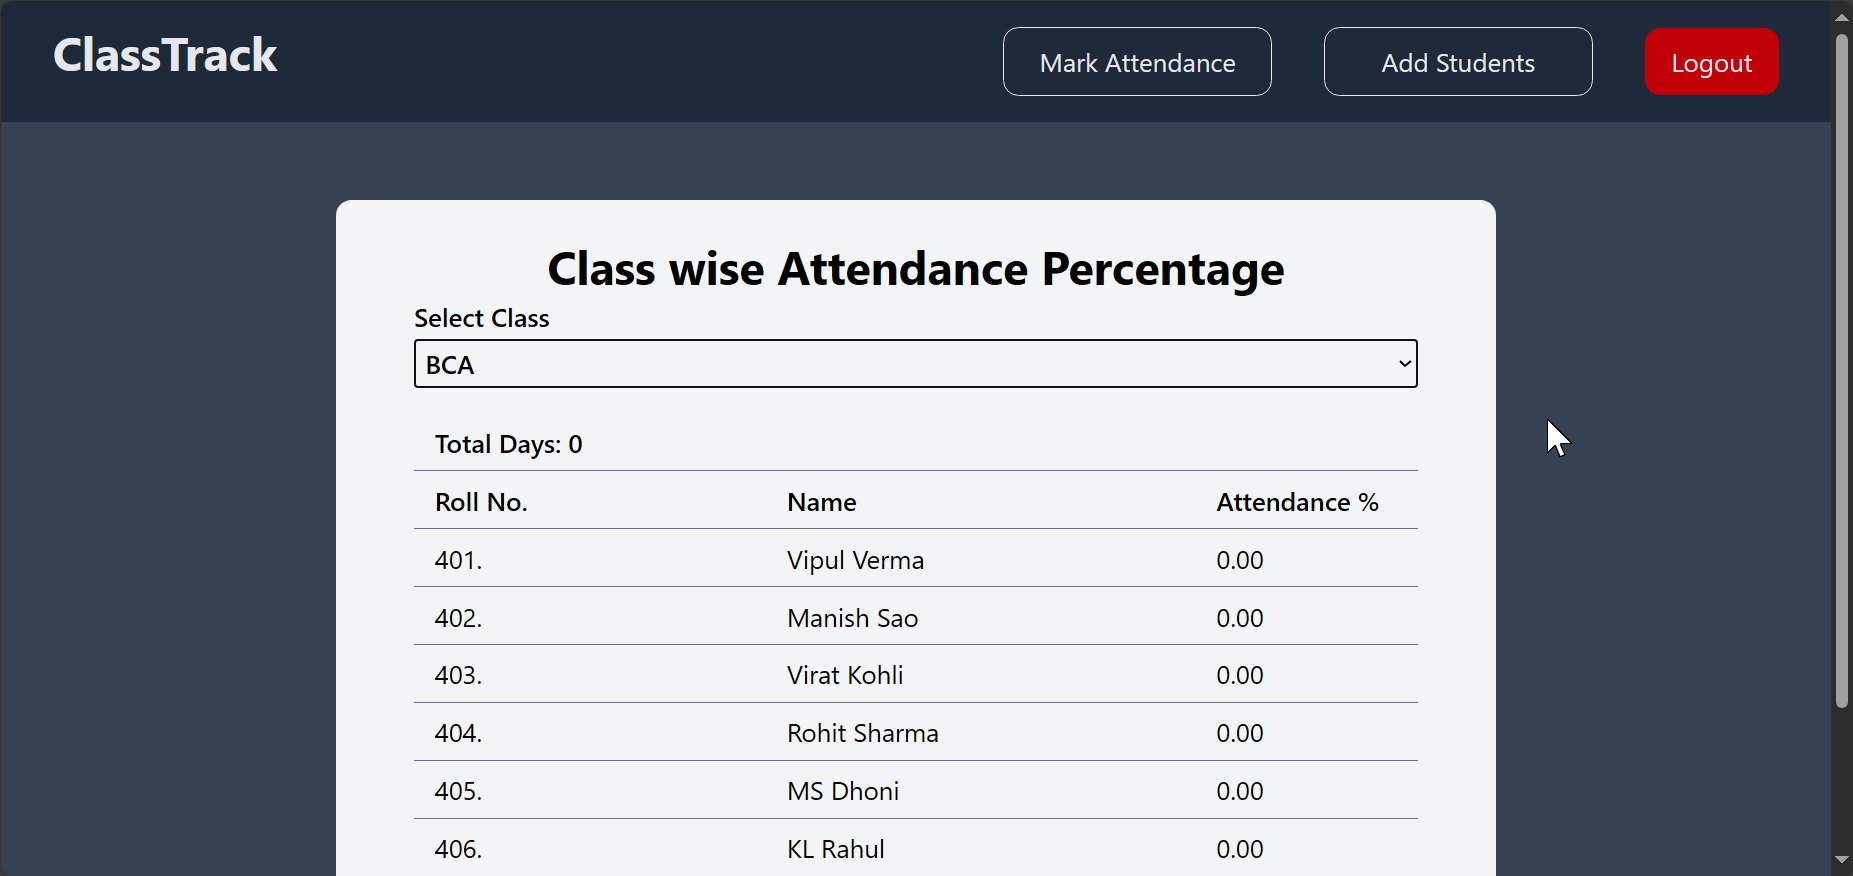 ClassTrack
Mark Attendance
Add Students
Logout
Class wise Attendance Percentage
Select Class
BCA
Total Days: 0
Roll No. Name Attendance %
401. Vipul Verma 0.00
402. Manish Sao 0.00
403. Virat Kohli 0.00
404. Rohit Sharma 0.00
405. MS Dhoni 0.00
406. KL Rahul 0.00